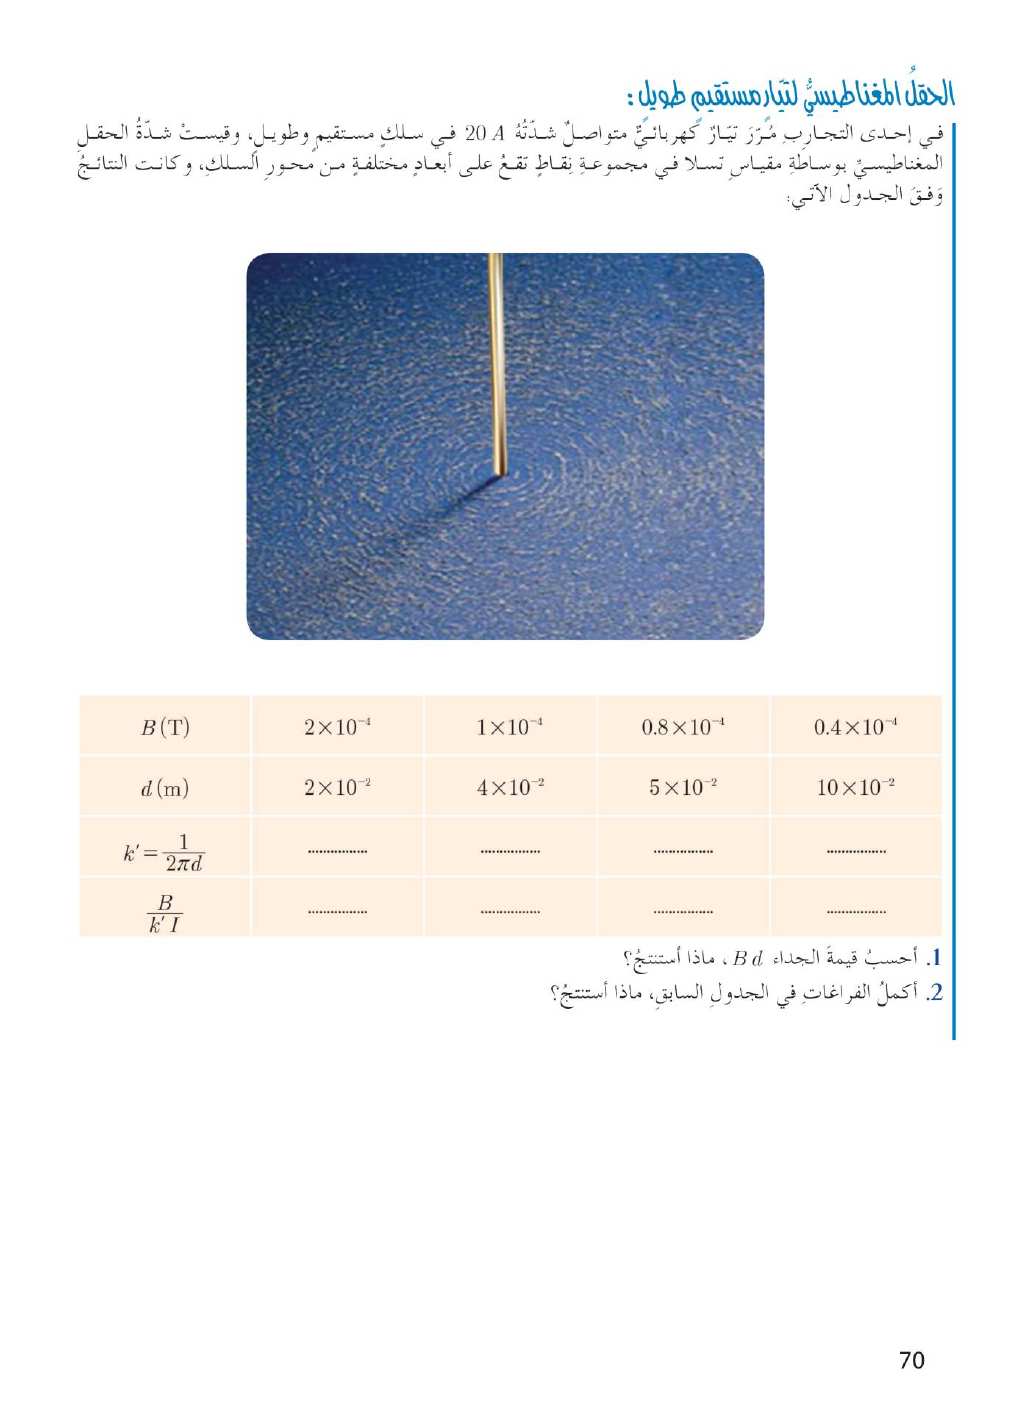 الحقلُ المغناطيسيُّ لتيّار مستقيمٍ طويلٍ :
في إحدى التجاربِ مُرِّرَ تيّارٌ كهربائيٌّ متواصلٌ شدّتُهُ 20 A في سلكٍ مستقيمٍ وطويلٍ، وقيستْ شدّةُ الحقلِ
المغناطيسيِّ بوساطةِ مقياسِ تسلا في مجموعةِ نِقاطٍ تقعُ على أبعادٍ مختلفةٍ من محورِ السلكِ، وكانت النتائجُ
وَفقَ الجدول الآتي:
B (T) 2×10⁻⁴ 1×10⁻⁴ 0.8×10⁻⁴ 0.4×10⁻⁴
d (m) 2×10⁻² 4×10⁻² 5×10⁻² 10×10⁻²
k′ = 1/2πd ................ ................ ................ ................
B/k′ I ................ ................ ................ ................
1. أحسبُ قيمةَ الجداء B d ، ماذا أستنتجُ؟
2. أكملُ الفراغاتِ في الجدولِ السابقِ، ماذا أستنتجُ؟
70